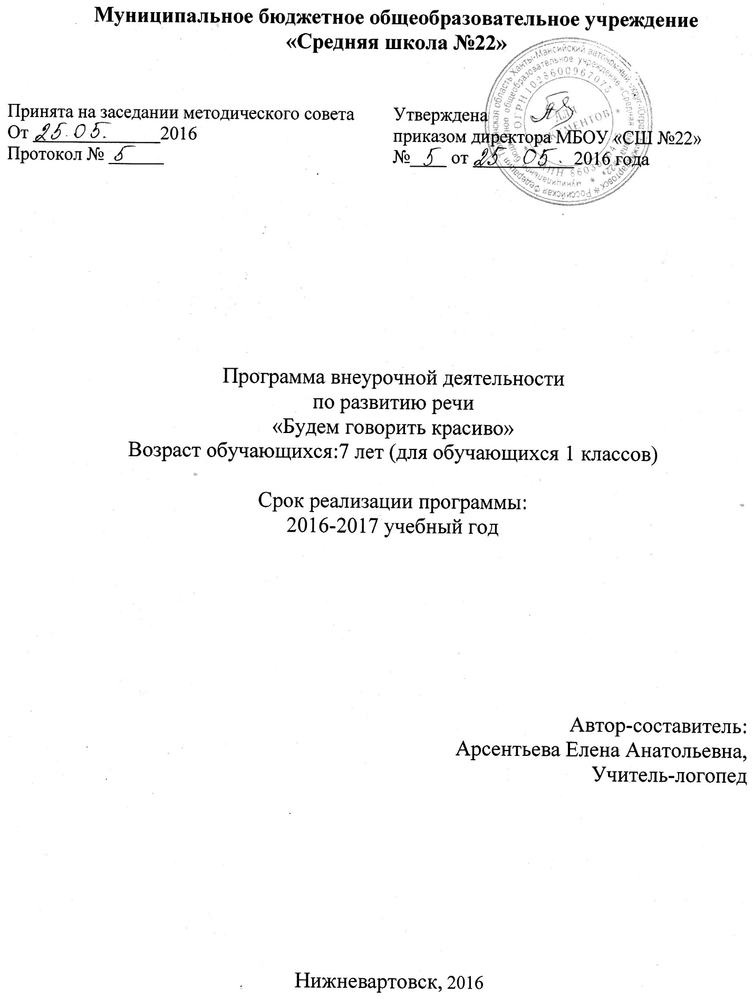 Муниципальное бюджетное общеобразовательное учреждение
«Средняя школа №22»
Принята на заседании методического совета
От 25.05. 2016
Протокол № 5
Утверждена
приказом директора МБОУ «СШ №22»
№ 5 от 25 05. 2016 года
Российская Федерация область Ханты-Мансийский автономный округ-Югра
муниципальное бюджетное общеобразовательное учреждение «Средняя школа №22»
ОГРН 1028600967075
ИНН
ДЛЯ
ДОКУМЕНТОВ
Программа внеурочной деятельности
по развитию речи
«Будем говорить красиво»
Возраст обучающихся:7 лет (для обучающихся 1 классов)
Срок реализации программы:
2016-2017 учебный год
Автор-составитель:
Арсентьева Елена Анатольевна,
Учитель-логопед
Нижневартовск, 2016